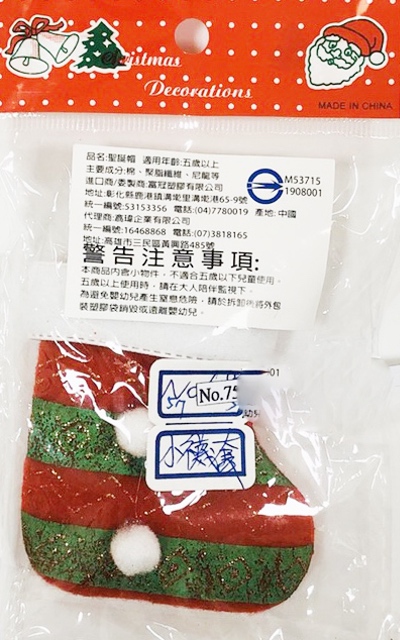 Christmas
Decorations
MADE IN CHINA
品名:聖誕帽 適用年齡:五歲以上
主要成分:棉、聚脂纖維、尼龍等
進口商/委製商:富冠塑膠有限公司
地址:彰化縣鹿港鎮溝墘里溝墘巷65-9號
統一編號:53153356 電話:(04)7780019 產地:中國
代理商:鑫瑋企業有限公司
統一編號:16468868 電話:(07)3818165
地址:高雄市三民區黃興路485號
M53715
1908001
警告注意事項:
本商品內含小物件,不適合五歲以下兒童使用,
五歲以上使用時,請在大人陪伴監視下。
為避免嬰幼兒產生窒息危險,請於拆卸後將外包
裝塑膠袋銷毀或遠離嬰幼兒。
01
No.75
幼兒